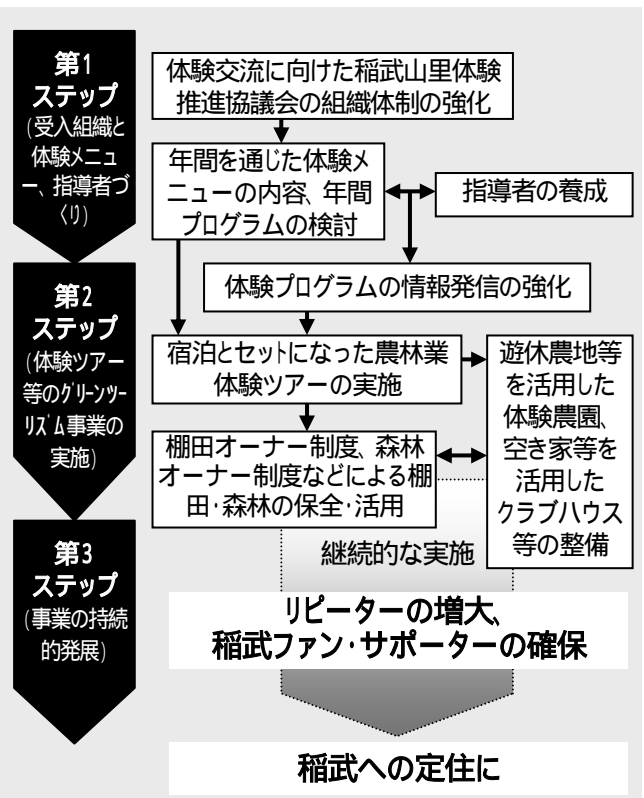 第1
ステップ
(受入組織と
体験メニュ
ー、指導者づ
くり)
体験交流に向けた稲武山里体験
推進協議会の組織体制の強化
年間を通じた体験メ
ニューの内容、年間
プログラムの検討
指導者の養成
体験プログラムの情報発信の強化
第2
ステップ
(体験ツアー
等のグリーンツー
リズム事業の
実施)
宿泊とセットになった農林業
体験ツアーの実施
遊休農地等
を活用した
体験農園、
空き家等を
活用した
クラブハウス
等の整備
棚田オーナー制度、森林
オーナー制度などによる棚
田・森林の保全・活用
第3
ステップ
(事業の持続
的発展)
継続的な実施
リピーターの増大、
稲武ファン・サポーターの確保
稲武への定住に